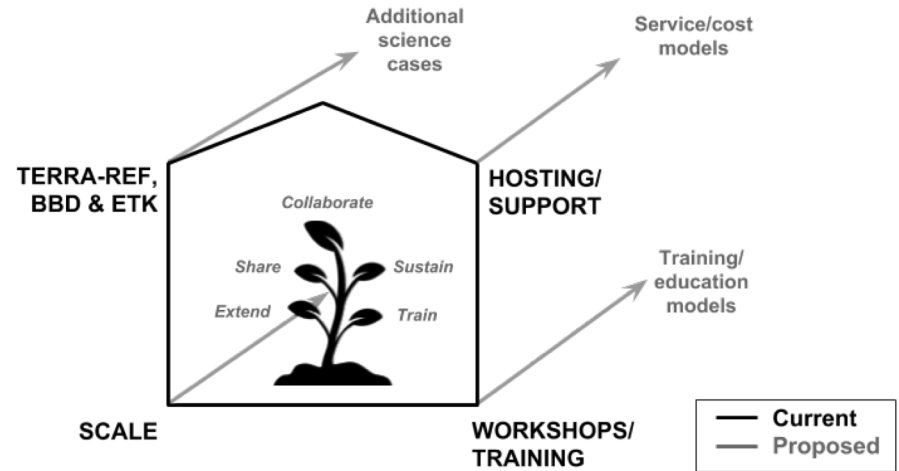 Additional
science
cases
Service/cost
models
TERRA-REF,
BBD & ETK
HOSTING/
SUPPORT
Collaborate
Share
Sustain
Extend
Train
Training/
education
models
SCALE
WORKSHOPS/
TRAINING
Current
Proposed